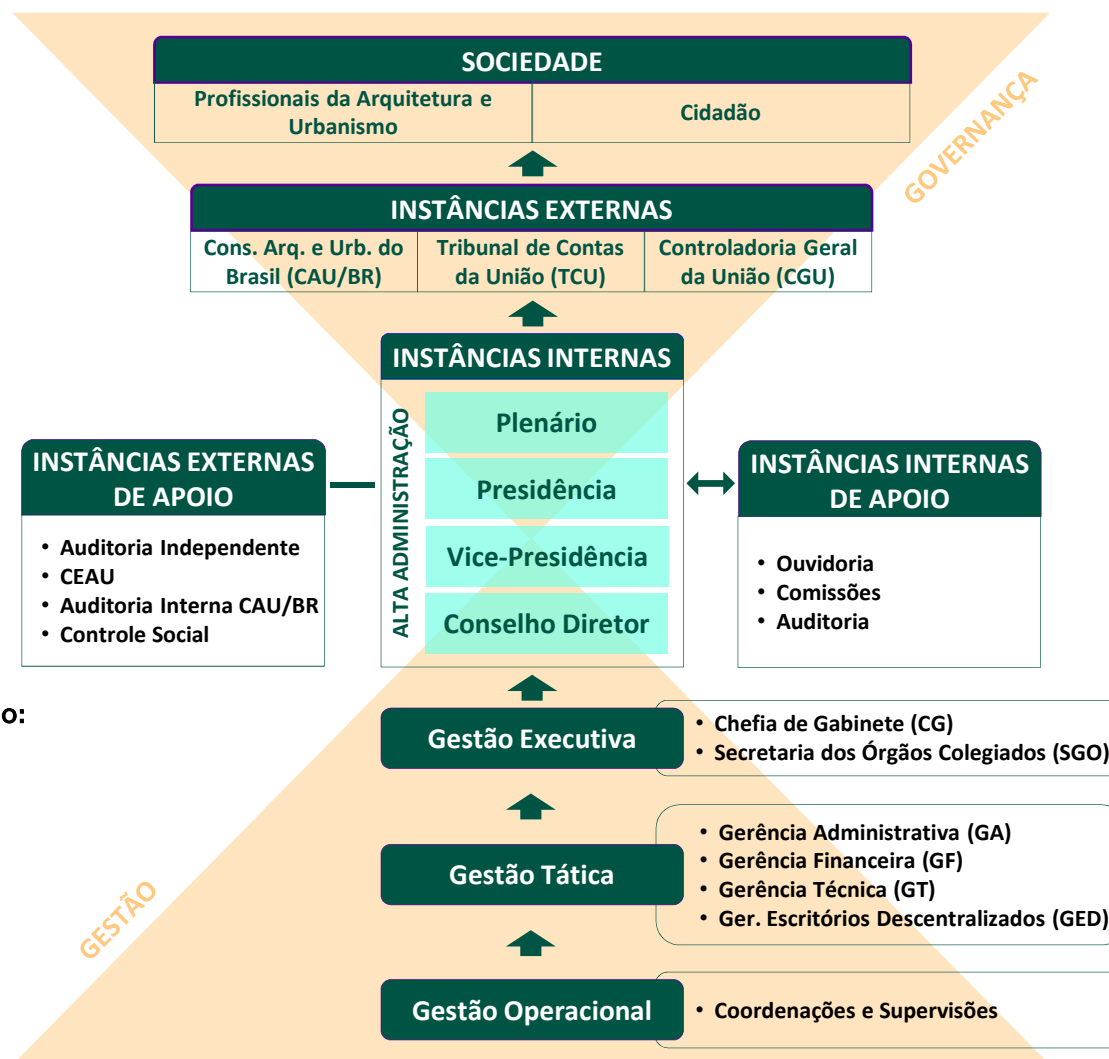 SOCIEDADE
Profissionais da Arquitetura e
Urbanismo
Cidadão
GOVERNANÇA
INSTÂNCIAS EXTERNAS
Cons. Arq. e Urb. do
Brasil (CAU/BR)
Tribunal de Contas
da União (TCU)
Controladoria Geral
da União (CGU)
INSTÂNCIAS INTERNAS
ALTA ADMINISTRAÇÃO
Plenário
Presidência
Vice-Presidência
Conselho Diretor
INSTÂNCIAS EXTERNAS
DE APOIO
• Auditoria Independente
• CEAU
• Auditoria Interna CAU/BR
• Controle Social
INSTÂNCIAS INTERNAS
DE APOIO
• Ouvidoria
• Comissões
• Auditoria
o:
Gestão Executiva
• Chefia de Gabinete (CG)
• Secretaria dos Órgãos Colegiados (SGO)
Gestão Tática
• Gerência Administrativa (GA)
• Gerência Financeira (GF)
• Gerência Técnica (GT)
• Ger. Escritórios Descentralizados (GED)
GESTÃO
Gestão Operacional
• Coordenações e Supervisões